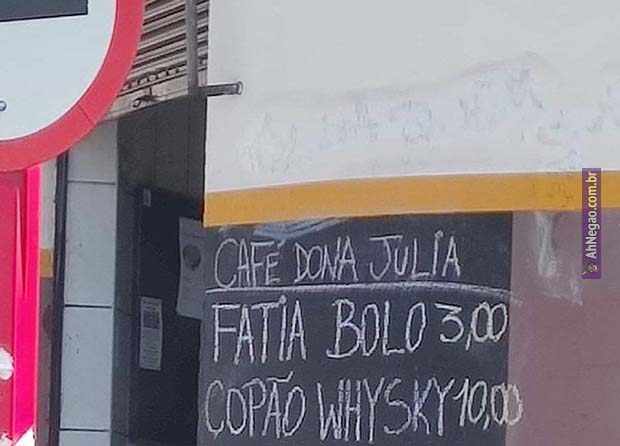 CAFÉ DONA JULIA
FATIA BOLO 3,00
COPÃO WHYSKY 10,00
AhNegao.com.br